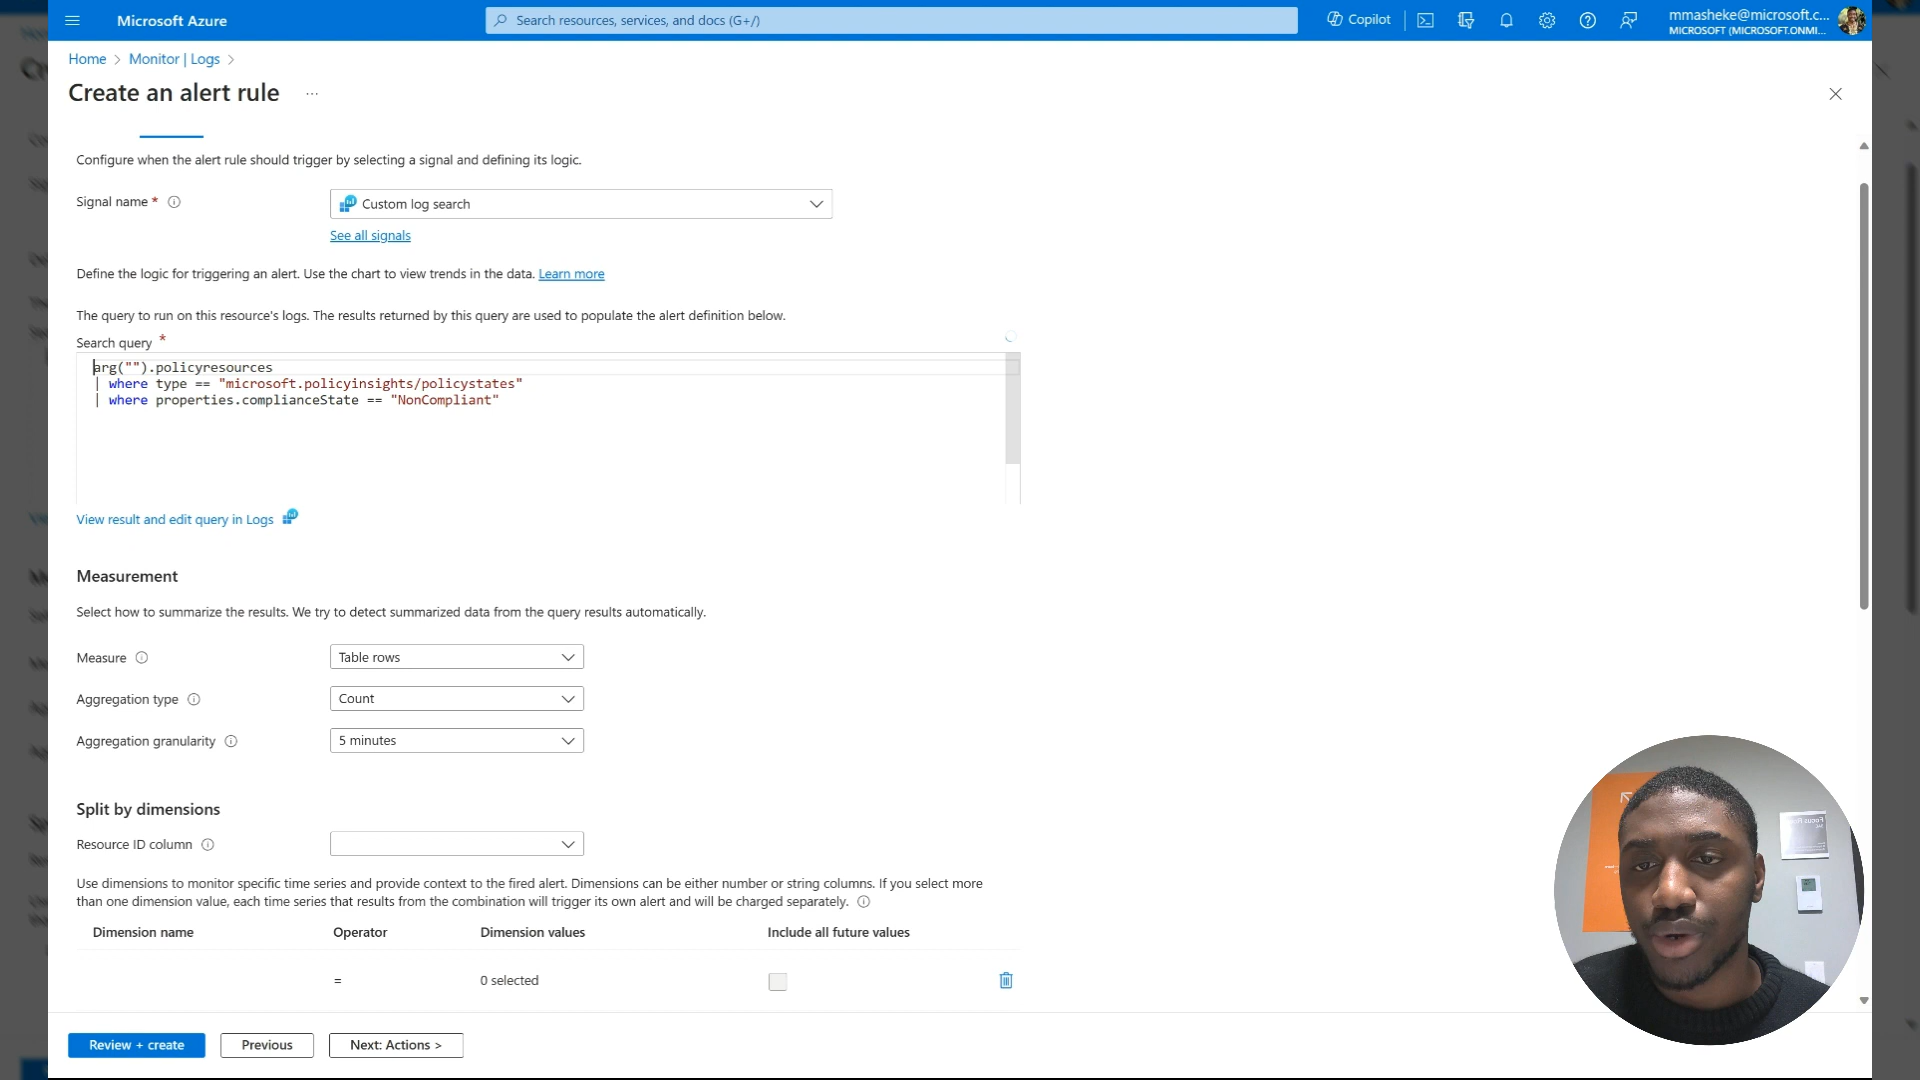 Microsoft Azure
Search resources, services, and docs (G+/)
Copilot
mmasheke@microsoft.c...
MICROSOFT (MICROSOFT.ONMI...
Home > Monitor | Logs >
Create an alert rule ...
Configure when the alert rule should trigger by selecting a signal and defining its logic.
Signal name *
Custom log search
See all signals
Define the logic for triggering an alert. Use the chart to view trends in the data. Learn more
The query to run on this resource's logs. The results returned by this query are used to populate the alert definition below.
Search query *
arg("").policyresources
| where type == "microsoft.policyinsights/policystates"
| where properties.complianceState == "NonCompliant"
View result and edit query in Logs
Measurement
Select how to summarize the results. We try to detect summarized data from the query results automatically.
Measure
Table rows
Aggregation type
Count
Aggregation granularity
5 minutes
Split by dimensions
Resource ID column
Use dimensions to monitor specific time series and provide context to the fired alert. Dimensions can be either number or string columns. If you select more
than one dimension value, each time series that results from the combination will trigger its own alert and will be charged separately.
Dimension name Operator Dimension values Include all future values
= 0 selected
Review + create
Previous
Next: Actions >